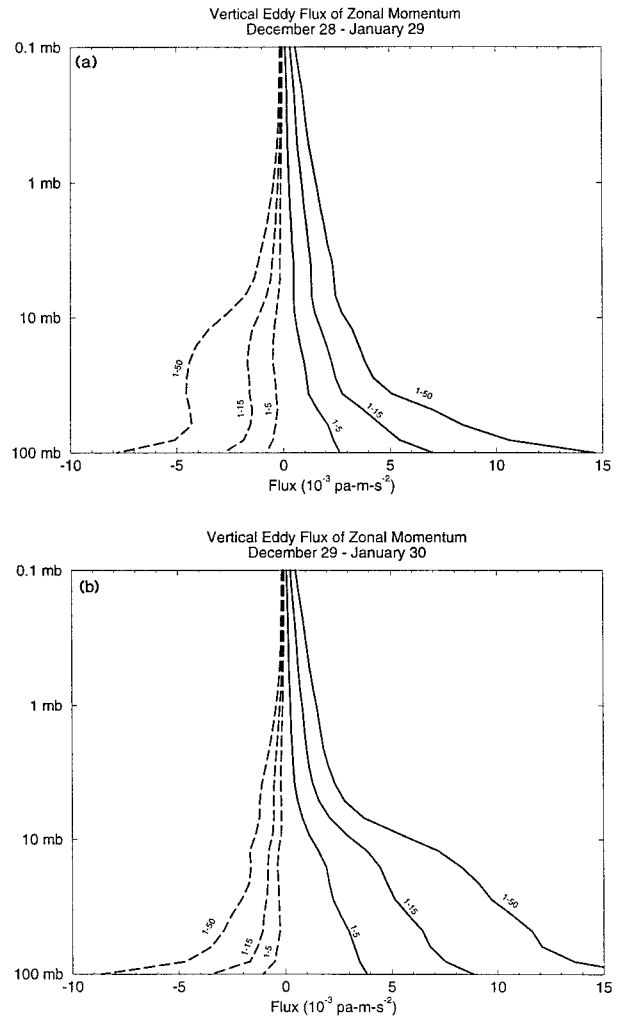 Vertical Eddy Flux of Zonal Momentum
December 28 - January 29
(a)
0.1 mb
1 mb
10 mb
100 mb
1-50
1-15
1-5
1-5
1-15
1-50
-10 -5 0 5 10 15
Flux (10⁻³ pa-m-s⁻²)
Vertical Eddy Flux of Zonal Momentum
December 29 - January 30
(b)
0.1 mb
1 mb
10 mb
100 mb
1-50
1-15
1-5
1-5
1-15
1-50
-10 -5 0 5 10 15
Flux (10⁻³ pa-m-s⁻²)